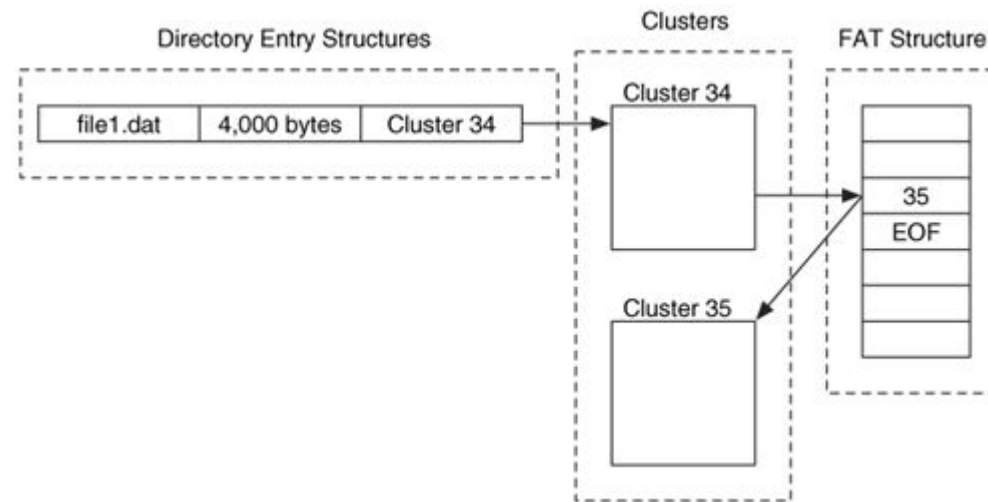 Directory Entry Structures
Clusters
FAT Structure
file1.dat
4,000 bytes
Cluster 34
Cluster 34
35
EOF
Cluster 35